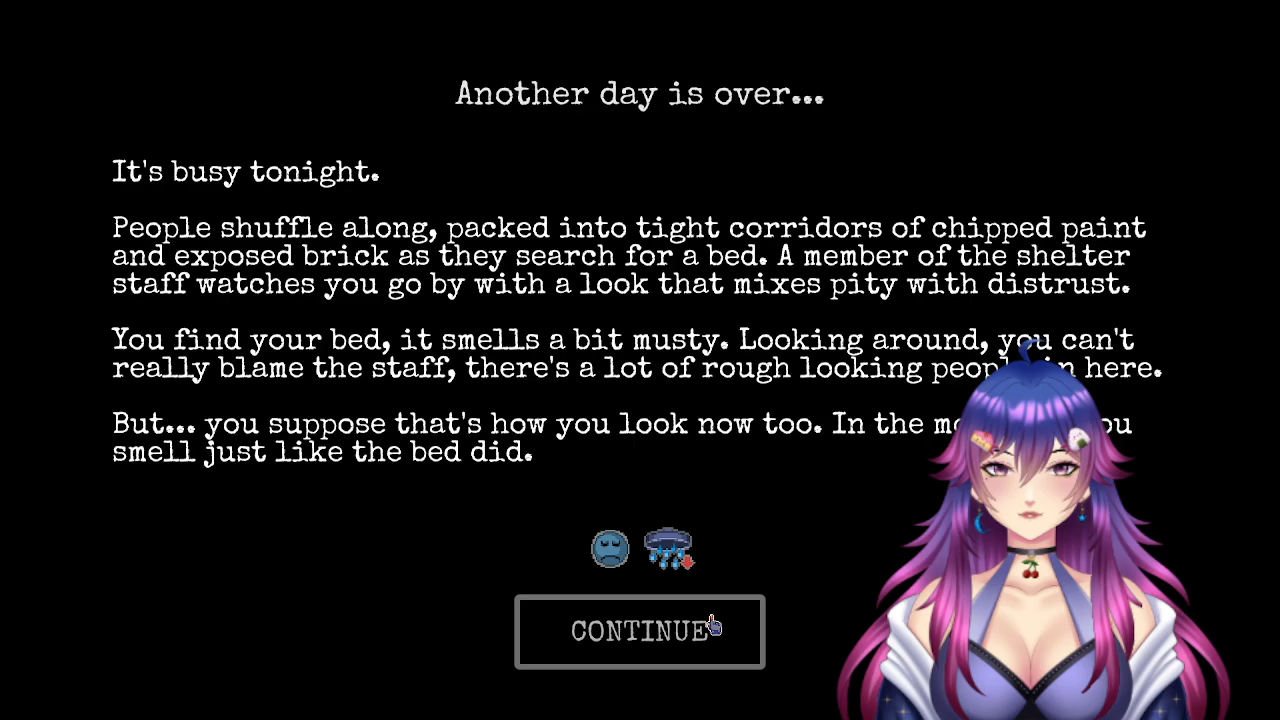 Another day is over...
It's busy tonight.
People shuffle along, packed into tight corridors of chipped paint
and exposed brick as they search for a bed. A member of the shelter
staff watches you go by with a look that mixes pity with distrust.
You find your bed, it smells a bit musty. Looking around, you can't
really blame the staff, there's a lot of rough looking in here.
But... you suppose that's how you look now too. In the
smell just like the bed did.
CONTINUE